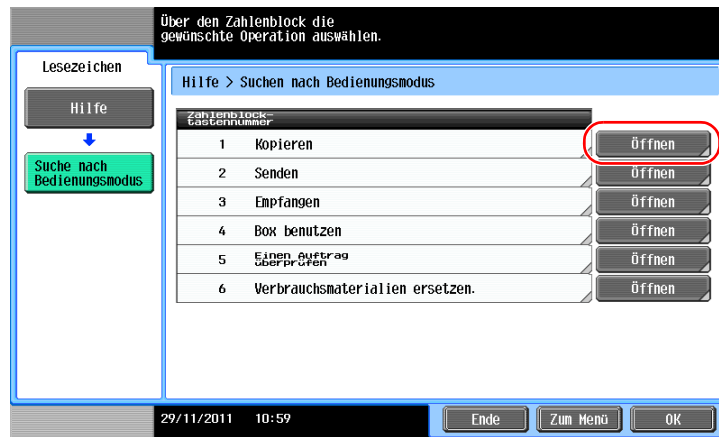 Über den Zahlenblock die
gewünschte Operation auswählen.
Lesezeichen
Hilfe
Suche nach
Bedienungsmodus
Hilfe > Suchen nach Bedienungsmodus
Zahlenblock-
tastennummer
1 Kopieren Öffnen
2 Senden Öffnen
3 Empfangen Öffnen
4 Box benutzen Öffnen
5 Einen Auftrag
überprüfen Öffnen
6 Verbrauchsmaterialien ersetzen. Öffnen
29/11/2011 10:59 Ende Zum Menü OK